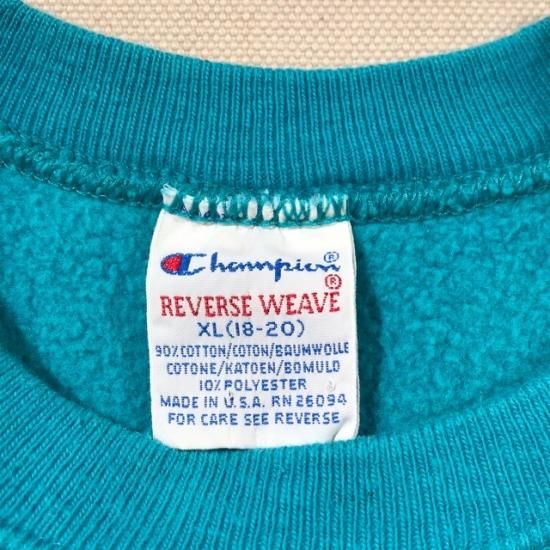 Champion®
REVERSE WEAVE®
XL(18-20)
90% COTTON/COTON/BAUMWOLLE
COTONE/KATOEN/BOMULD
10% POLYESTER
MADE IN U.S.A. RN 26094
FOR CARE SEE REVERSE